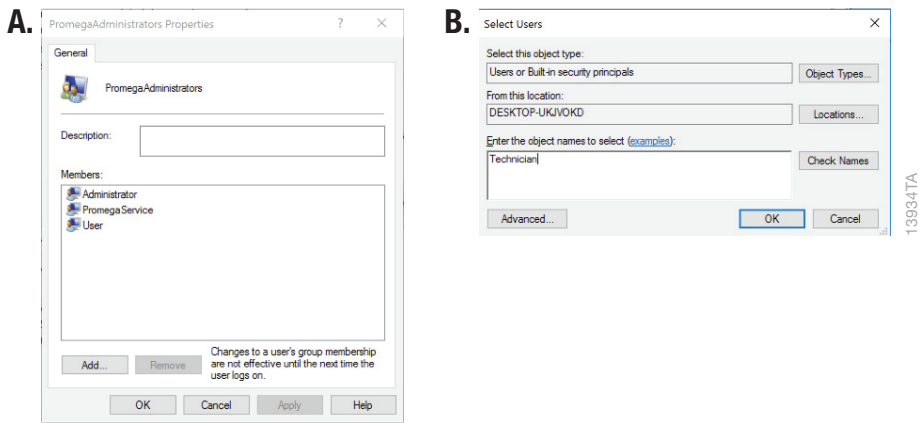 A.
PromegaAdministrators Properties
General
PromegaAdministrators
Description:
Members:
Administrator
PromegaService
User
Add...
Remove
Changes to a user's group membership
are not effective until the next time the
user logs on.
OK
Cancel
Apply
Help
B.
Select Users
Select this object type:
Users or Built-in security principals
Object Types...
From this location:
DESKTOP-UKJVOKD
Locations...
Enter the object names to select (examples):
Technician
Check Names
Advanced...
OK
Cancel
13934TA